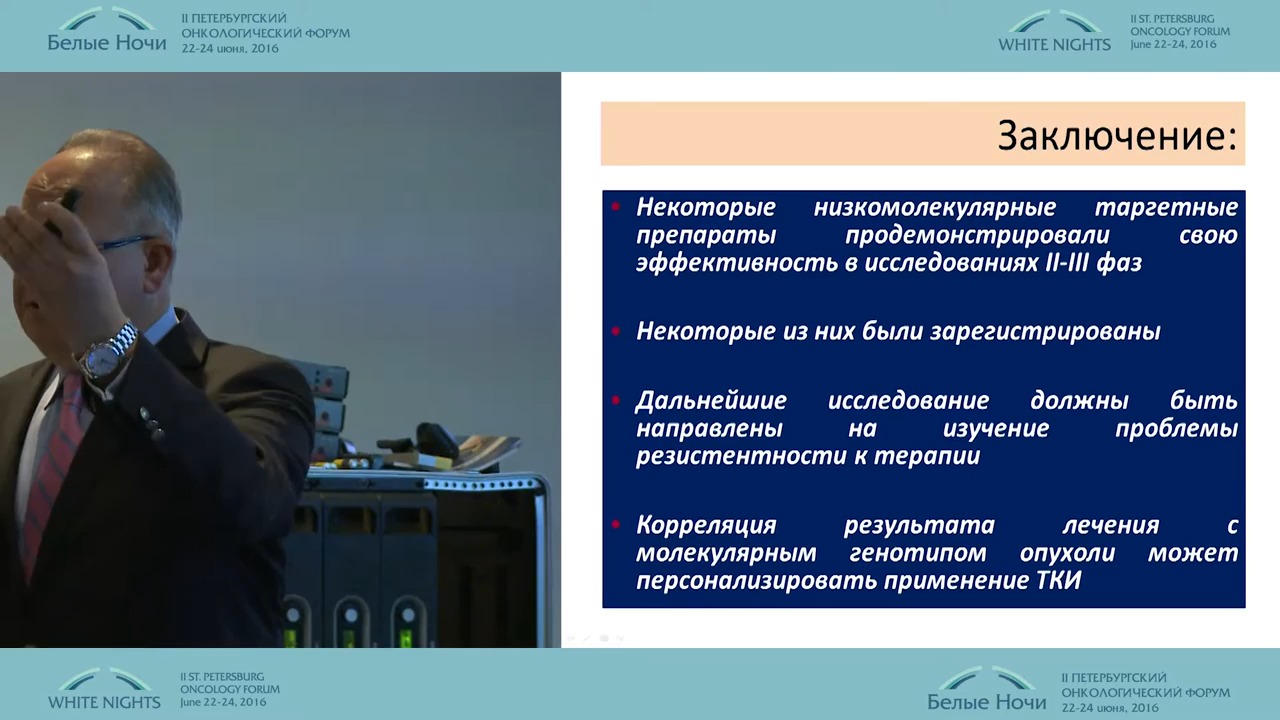 Белые Ночи
II ПЕТЕРБУРГСКИЙ
ОНКОЛОГИЧЕСКИЙ ФОРУМ
22-24 июня, 2016
WHITE NIGHTS
II ST. PETERSBURG
ONCOLOGY FORUM
June 22-24, 2016
Заключение:
• Некоторые низкомолекулярные таргетные
препараты продемонстрировали свою
эффективность в исследованиях II-III фаз
• Некоторые из них были зарегистрированы
• Дальнейшие исследование должны быть
направлены на изучение проблемы
резистентности к терапии
• Корреляция результата лечения с
молекулярным генотипом опухоли может
персонализировать применение ТКИ
WHITE NIGHTS
II ST. PETERSBURG
ONCOLOGY FORUM
June 22-24, 2016
Белые Ночи
II ПЕТЕРБУРГСКИЙ
ОНКОЛОГИЧЕСКИЙ ФОРУМ
22-24 июня, 2016